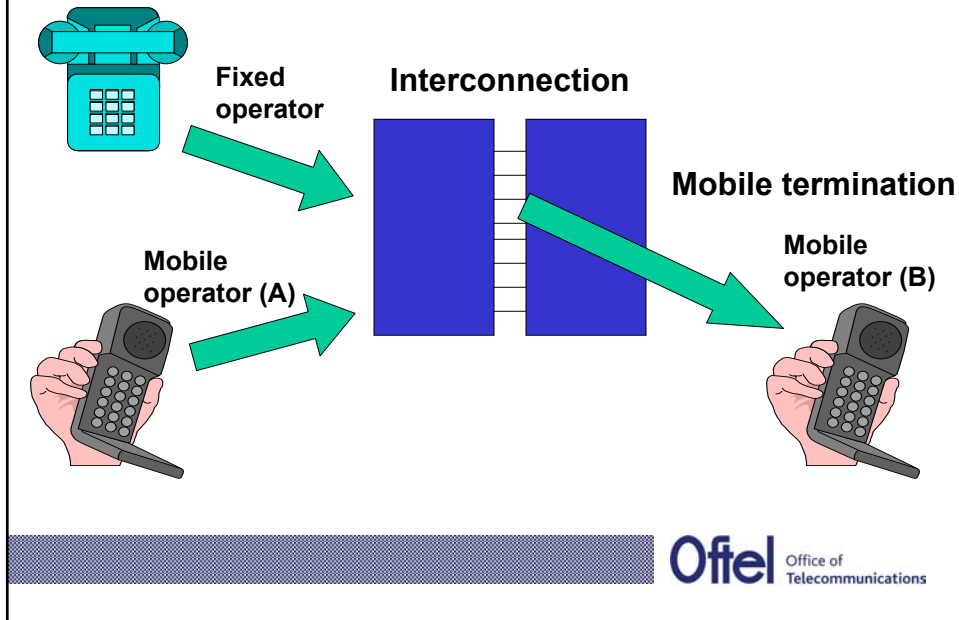 Fixed
operator
Interconnection
Mobile termination
Mobile
operator (A)
Mobile
operator (B)
Oftel
Office of
Telecommunications